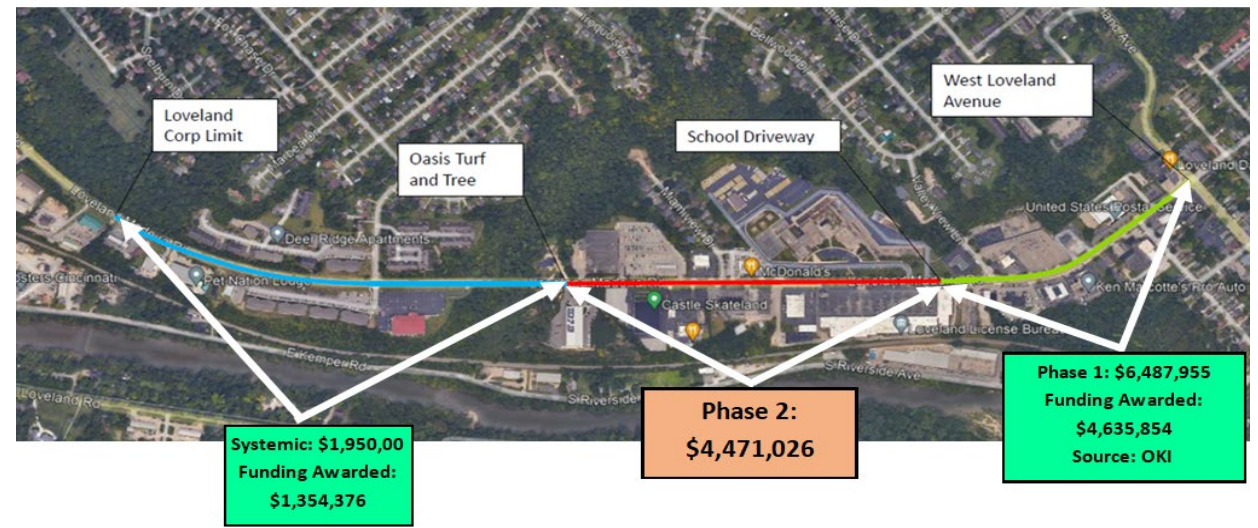 West Loveland
Avenue
Loveland
Corp Limit
School Driveway
Oasis Turf
and Tree
Loveland D
United States Postal Service
Deer Ridge Apartments
McDonald's
Pet Nation Lodge
Castle Skateland
Ken Marcotte's Pro Auto
Loveland License Bureau
E Kemper Rd
S Riverside Ave
S Riverside
Loveland Rd
Phase 1: $6,487,955
Funding Awarded:
$4,635,854
Source: OKI
Phase 2:
$4,471,026
Systemic: $1,950,00
Funding Awarded:
$1,354,376